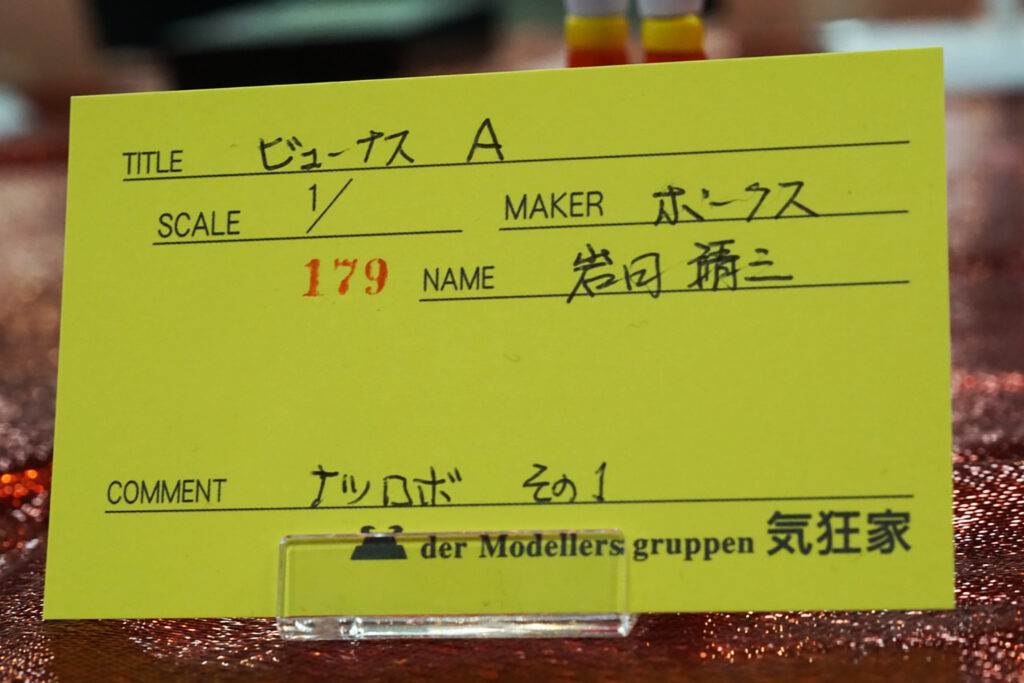 TITLE ビューナス A
SCALE 1/ MAKER ボークス
179 NAME 岩田 靖三
COMMENT ナツロボ その1
der Modellers gruppen 気狂家